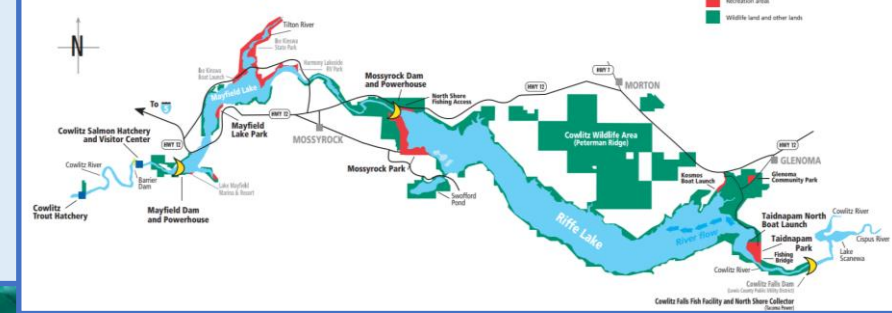 Recreation areas
Wildlife land and other lands
N
Tilton River
Ike Kinswa
State Park
Ike Kinswa
Boat Launch
Harmony Lakeside
RV Park
Mayfield Lake
To 5
HWY 12
HWY 12
Mayfield
Lake Park
MOSSYROCK
Cowlitz Salmon Hatchery
and Visitor Center
Cowlitz River
Barrier
Dam
Cowlitz
Trout Hatchery
Mayfield Dam
and Powerhouse
Lake Mayfield
Marina & Resort
Mossyrock Dam
and Powerhouse
North Shore
Fishing Access
Mossyrock Park
Swofford
Pond
HWY 12
HWY 7
MORTON
Cowlitz Wildlife Area
(Peterman Ridge)
Riffe Lake
River flow
HWY 12
GLENOMA
Kosmos
Boat Launch
Glenoma
Community Park
Taidnapam North
Boat Launch
Taidnapam
Park
Fishing
Bridge
Cowlitz River
Cowlitz River
Cispus River
Lake
Scanewa
Cowlitz Falls Dam
(Lewis County Public Utility District)
Cowlitz Falls Fish Facility and North Shore Collector
(Tacoma Power)